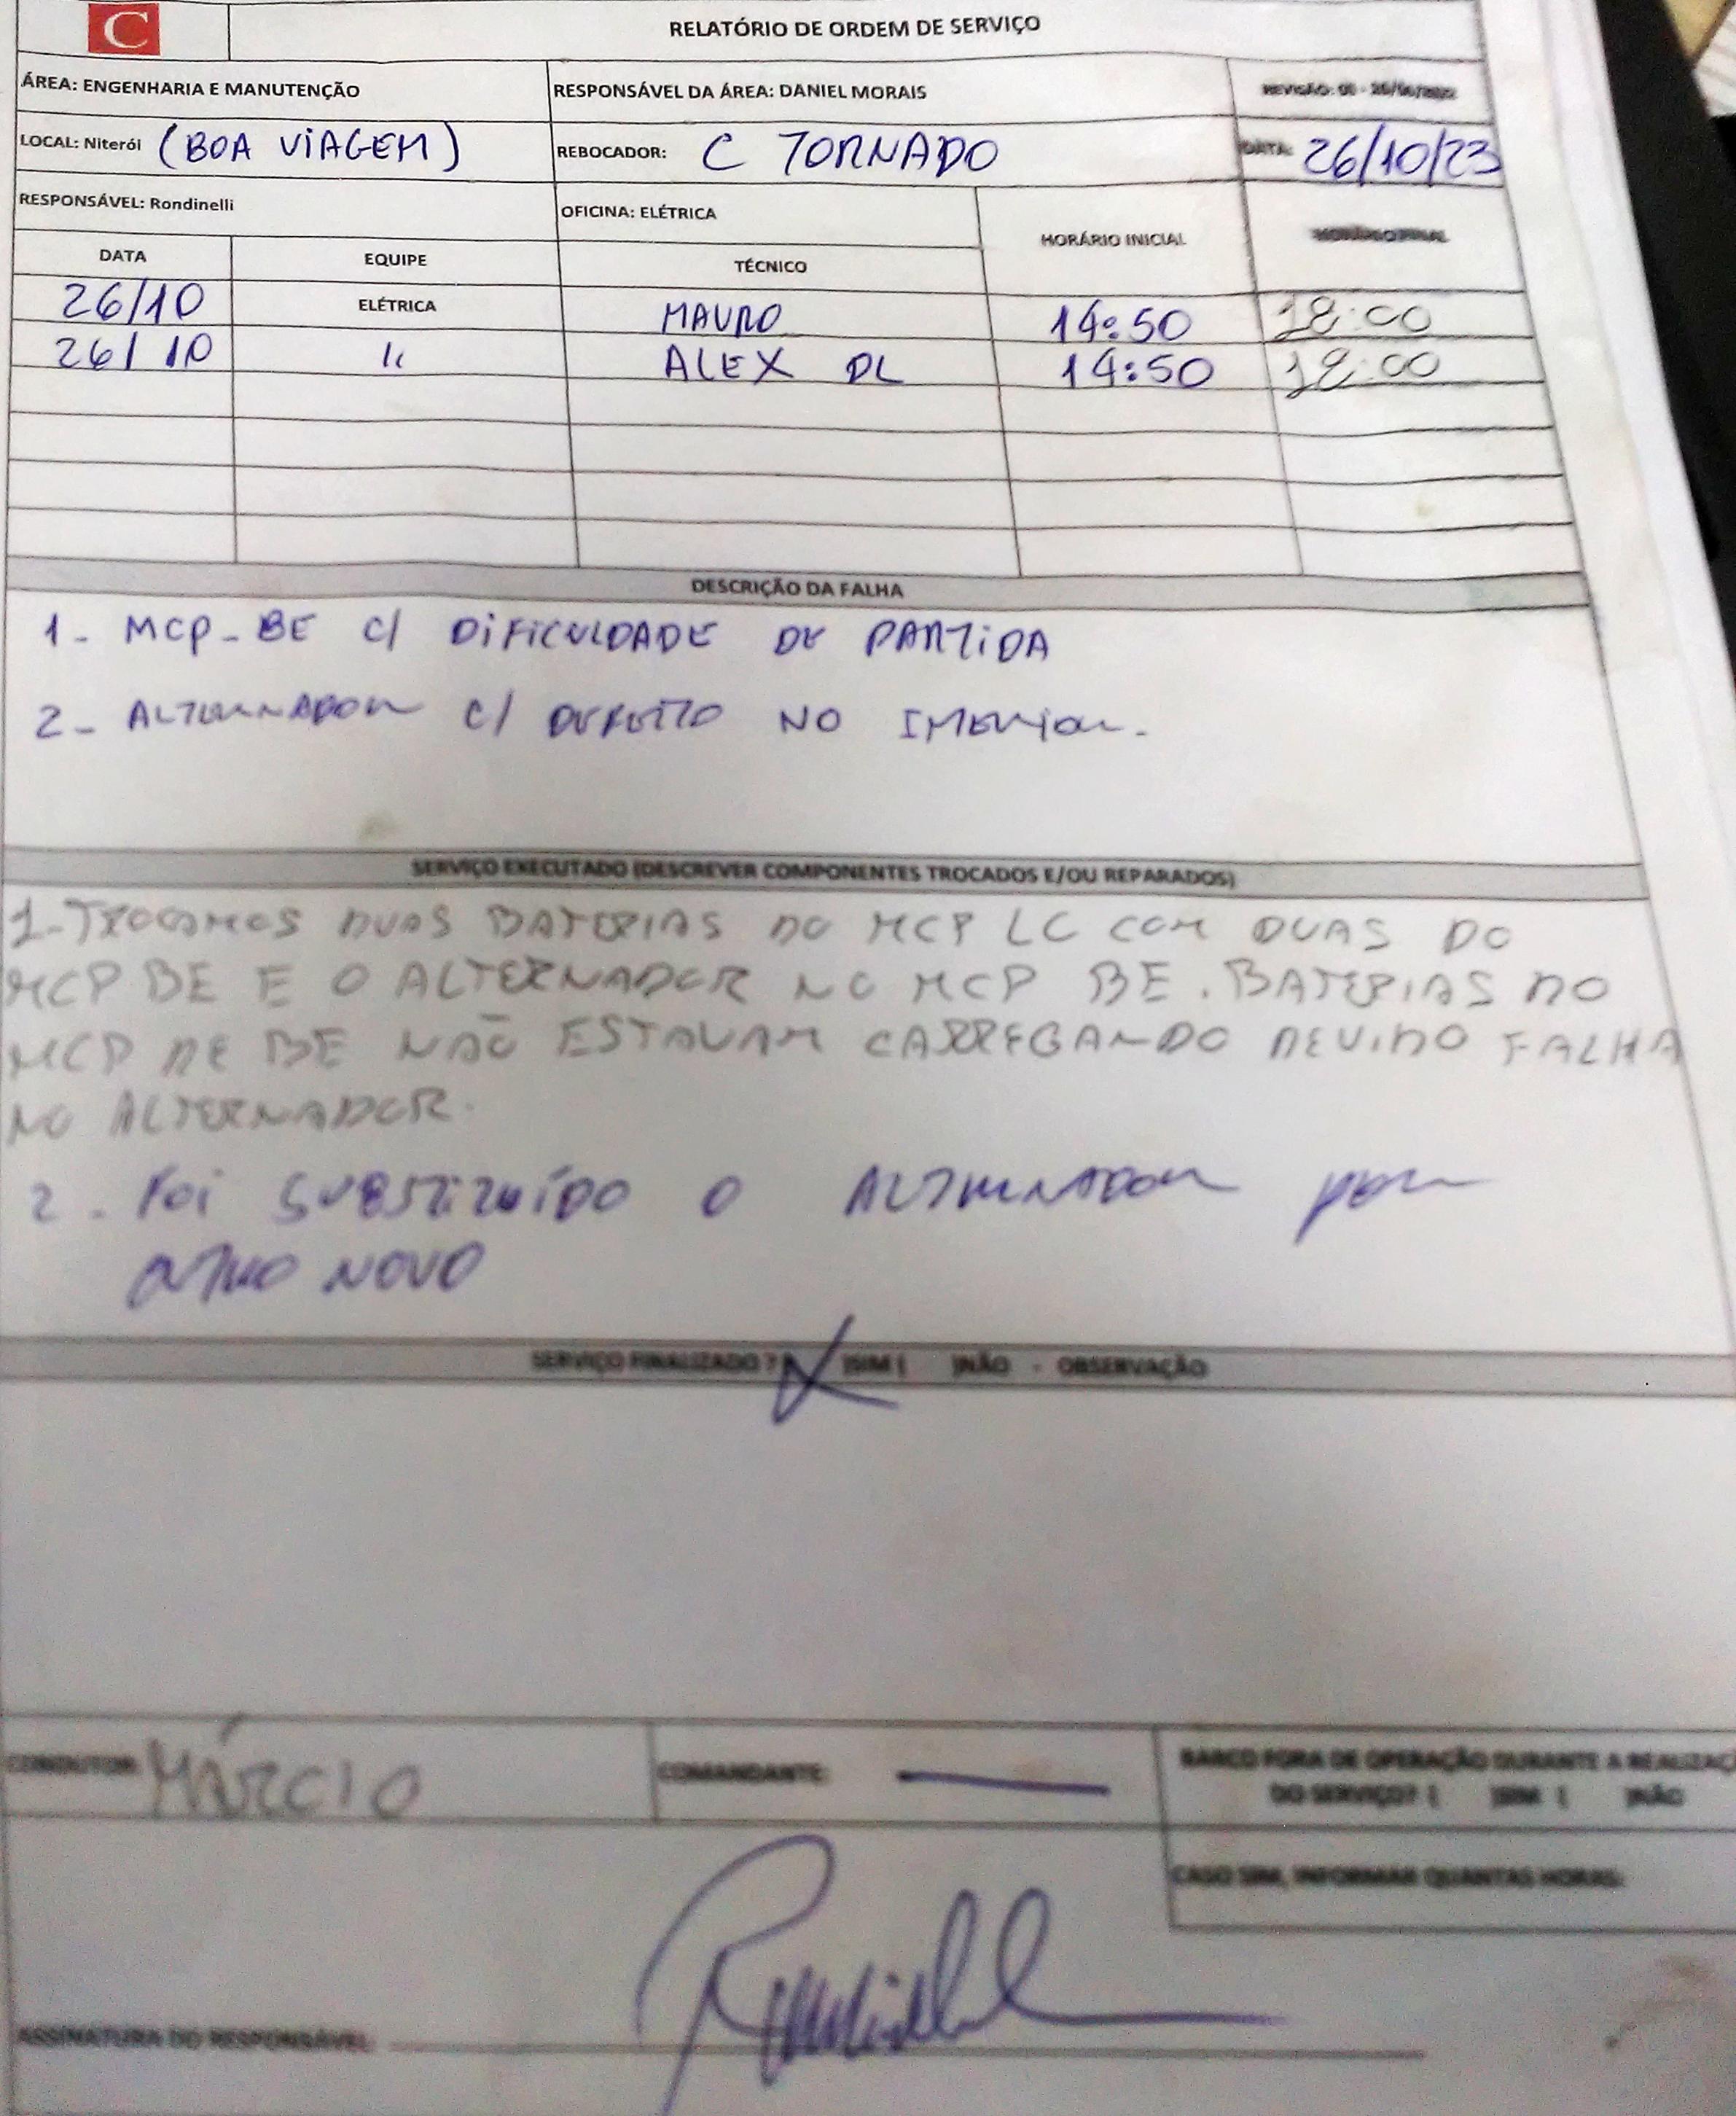 C
RELATÓRIO DE ORDEM DE SERVIÇO
ÁREA: ENGENHARIA E MANUTENÇÃO
RESPONSÁVEL DA ÁREA: DANIEL MORAIS
REVISÃO: 00 -
LOCAL: Niterói (BOA VIAGEM)
REBOCADOR: C TORNADO
DATA: 26/10/23
RESPONSÁVEL: Rondinelli
OFICINA: ELÉTRICA
HORÁRIO INICIAL
HORÁRIO FINAL
DATA EQUIPE TÉCNICO
26/10 ELÉTRICA MAURO 14:50 18:00
26/10 " ALEX DL 14:50 18:00
DESCRIÇÃO DA FALHA
1- MCP-BE C/ DIFICULDADE DE PARTIDA
2- ALTERNADOR C/ DEFEITO NO
SERVIÇO EXECUTADO (DESCREVER COMPONENTES TROCADOS E/OU REPARADOS)
1-TROCAMOS DUAS BATERIAS DO MCP LC COM DUAS DO
MCP BE E O ALTERNADOR NO MCP BE. BATERIAS DO
MCP DE BE NÃO ESTAVAM CARREGANDO DEVIDO FALHA
NO ALTERNADOR.
2- FOI SUBSTITUÍDO O ALTERNADOR POR
OUTRO NOVO
SERVIÇO FINALIZADO ? (X) SIM ( ) NÃO - OBSERVAÇÃO
CONDUTOR: MÁRCIO
COMANDANTE: —
BARCO FORA DE OPERAÇÃO DURANTE A REALIZAÇ
DO SERVIÇO? ( ) SIM ( ) NÃO
CASO SIM, INFORMAR QUANTAS HORAS:
ASSINATURA DO RESPONSÁVEL: